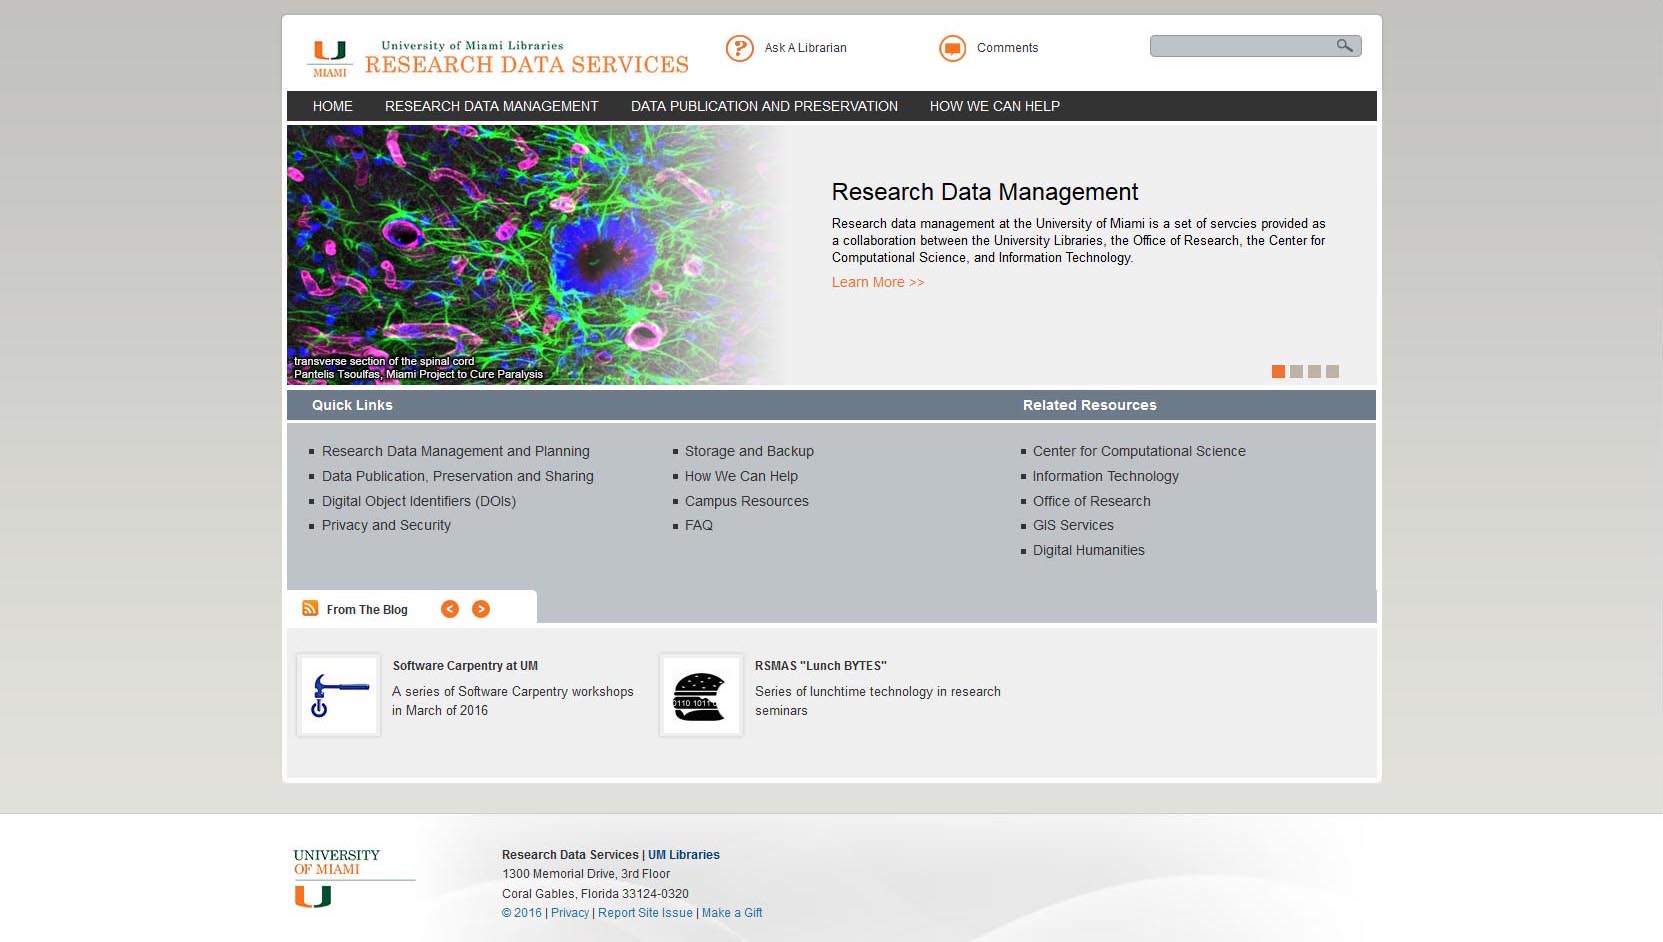 University of Miami Libraries
RESEARCH DATA SERVICES
MIAMI
Ask A Librarian
Comments
HOME
RESEARCH DATA MANAGEMENT
DATA PUBLICATION AND PRESERVATION
HOW WE CAN HELP
Research Data Management
Research data management at the University of Miami is a set of servcies provided as
a collaboration between the University Libraries, the Office of Research, the Center for
Computational Science, and Information Technology.
Learn More >>
transverse section of the spinal cord
Pantelis Tsoulfas, Miami Project to Cure Paralysis
Quick Links
Research Data Management and Planning
Data Publication, Preservation and Sharing
Digital Object Identifiers (DOIs)
Privacy and Security
Storage and Backup
How We Can Help
Campus Resources
FAQ
Related Resources
Center for Computational Science
Information Technology
Office of Research
GIS Services
Digital Humanities
From The Blog
< >
Software Carpentry at UM
A series of Software Carpentry workshops
in March of 2016
0110 1011
RSMAS "Lunch BYTES"
Series of lunchtime technology in research
seminars
UNIVERSITY
OF MIAMI
Research Data Services | UM Libraries
1300 Memorial Drive, 3rd Floor
Coral Gables, Florida 33124-0320
© 2016 | Privacy | Report Site Issue | Make a Gift